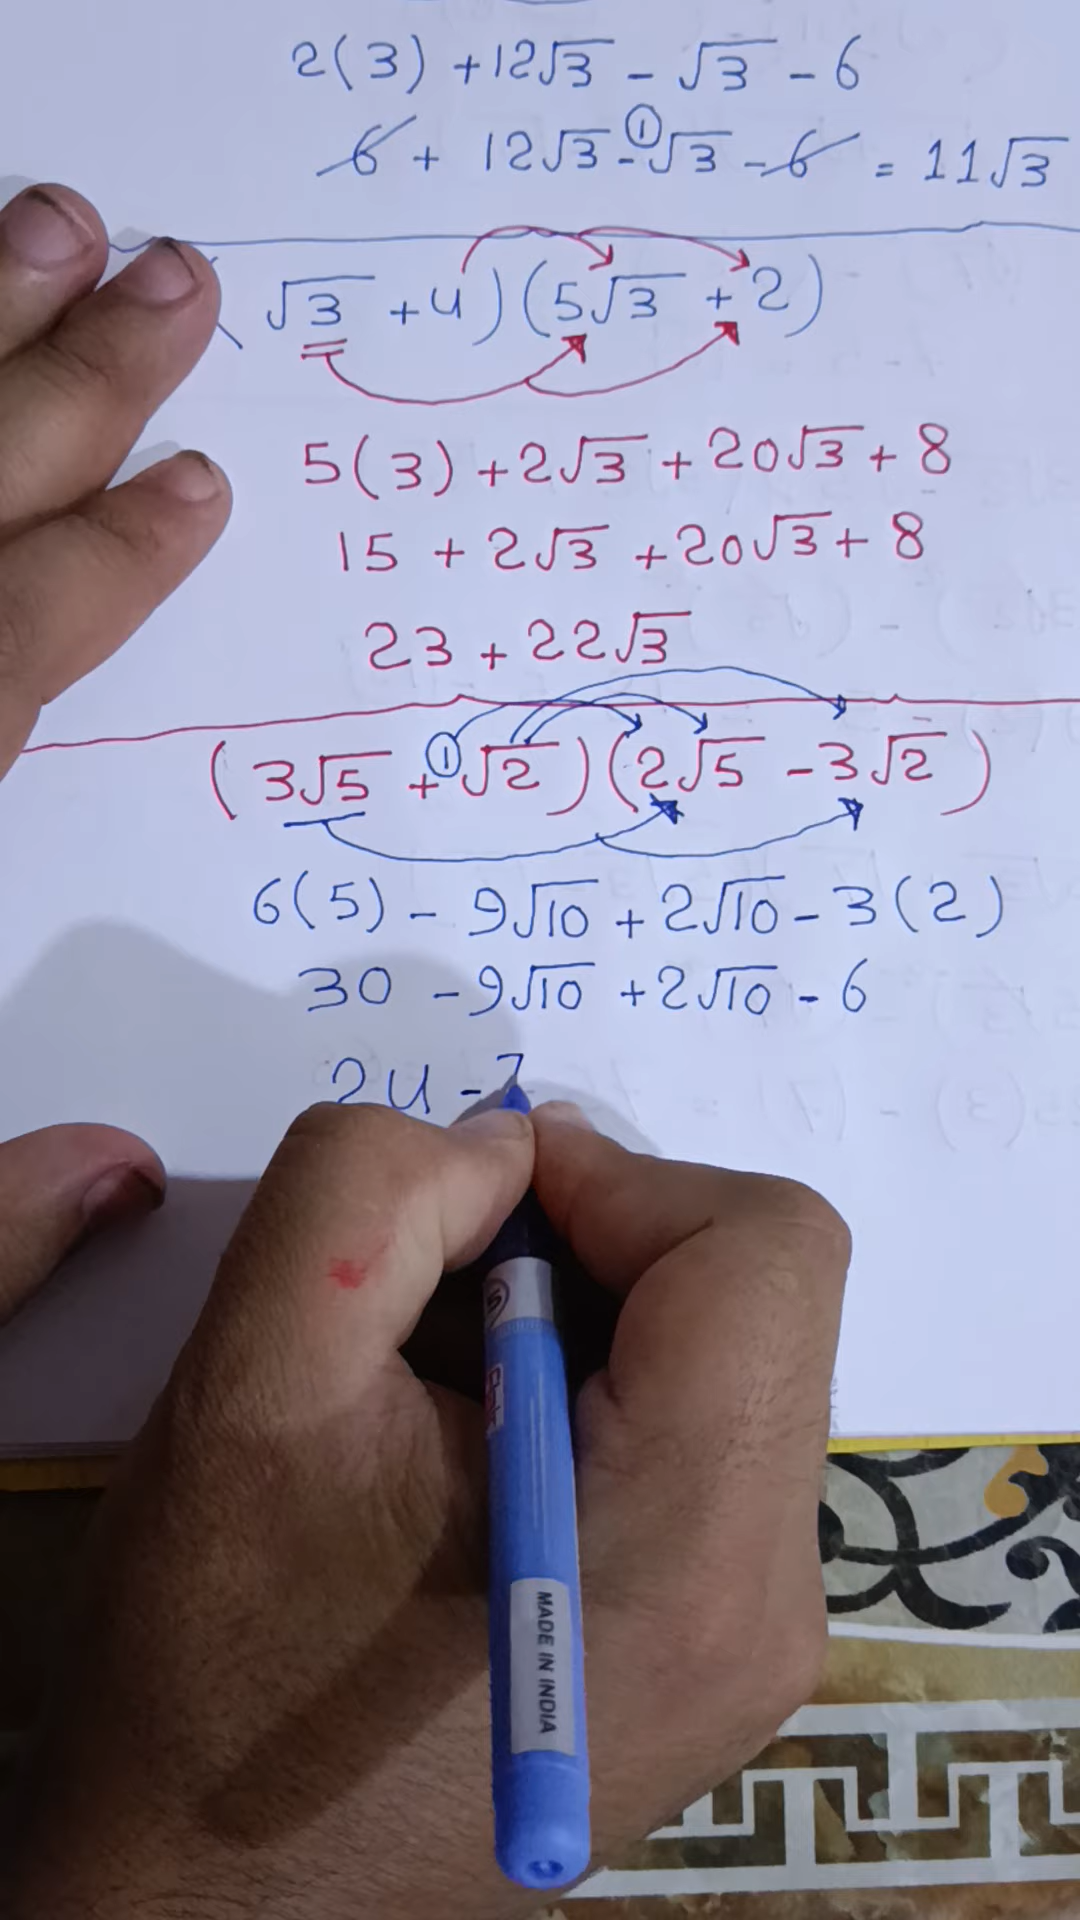 2(3) + 12√3 - √3 - 6
6 + 12√3 - ①√3 - 6 = 11√3
(√3 + 4)(5√3 + 2)
5(3) + 2√3 + 20√3 + 8
15 + 2√3 + 20√3 + 8
23 + 22√3
(3√5 + ①√2)(2√5 - 3√2)
6(5) - 9√10 + 2√10 - 3(2)
30 - 9√10 + 2√10 - 6
24 - 7
MADE IN INDIA